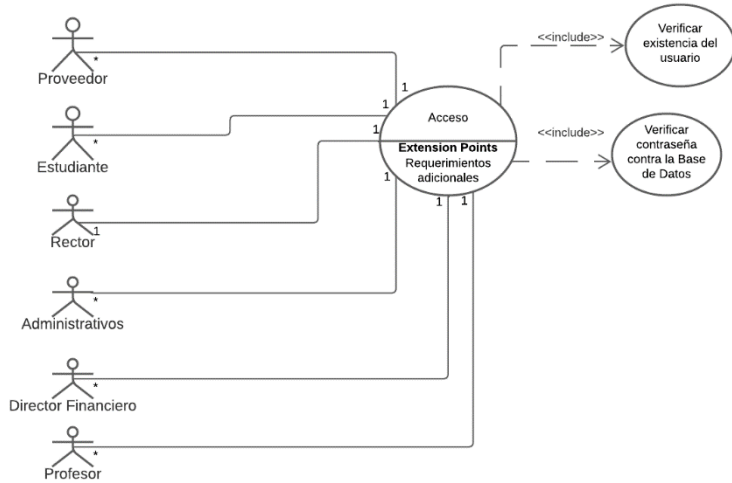 <<include>>
Verificar
existencia del
usuario
*
Proveedor
1
1
Acceso
<<include>>
Verificar
contraseña
contra la Base
de Datos
*
Estudiante
1
Extension Points
Requerimientos
adicionales
1
1
1
1
Rector
*
Administrativos
*
Director Financiero
*
Profesor